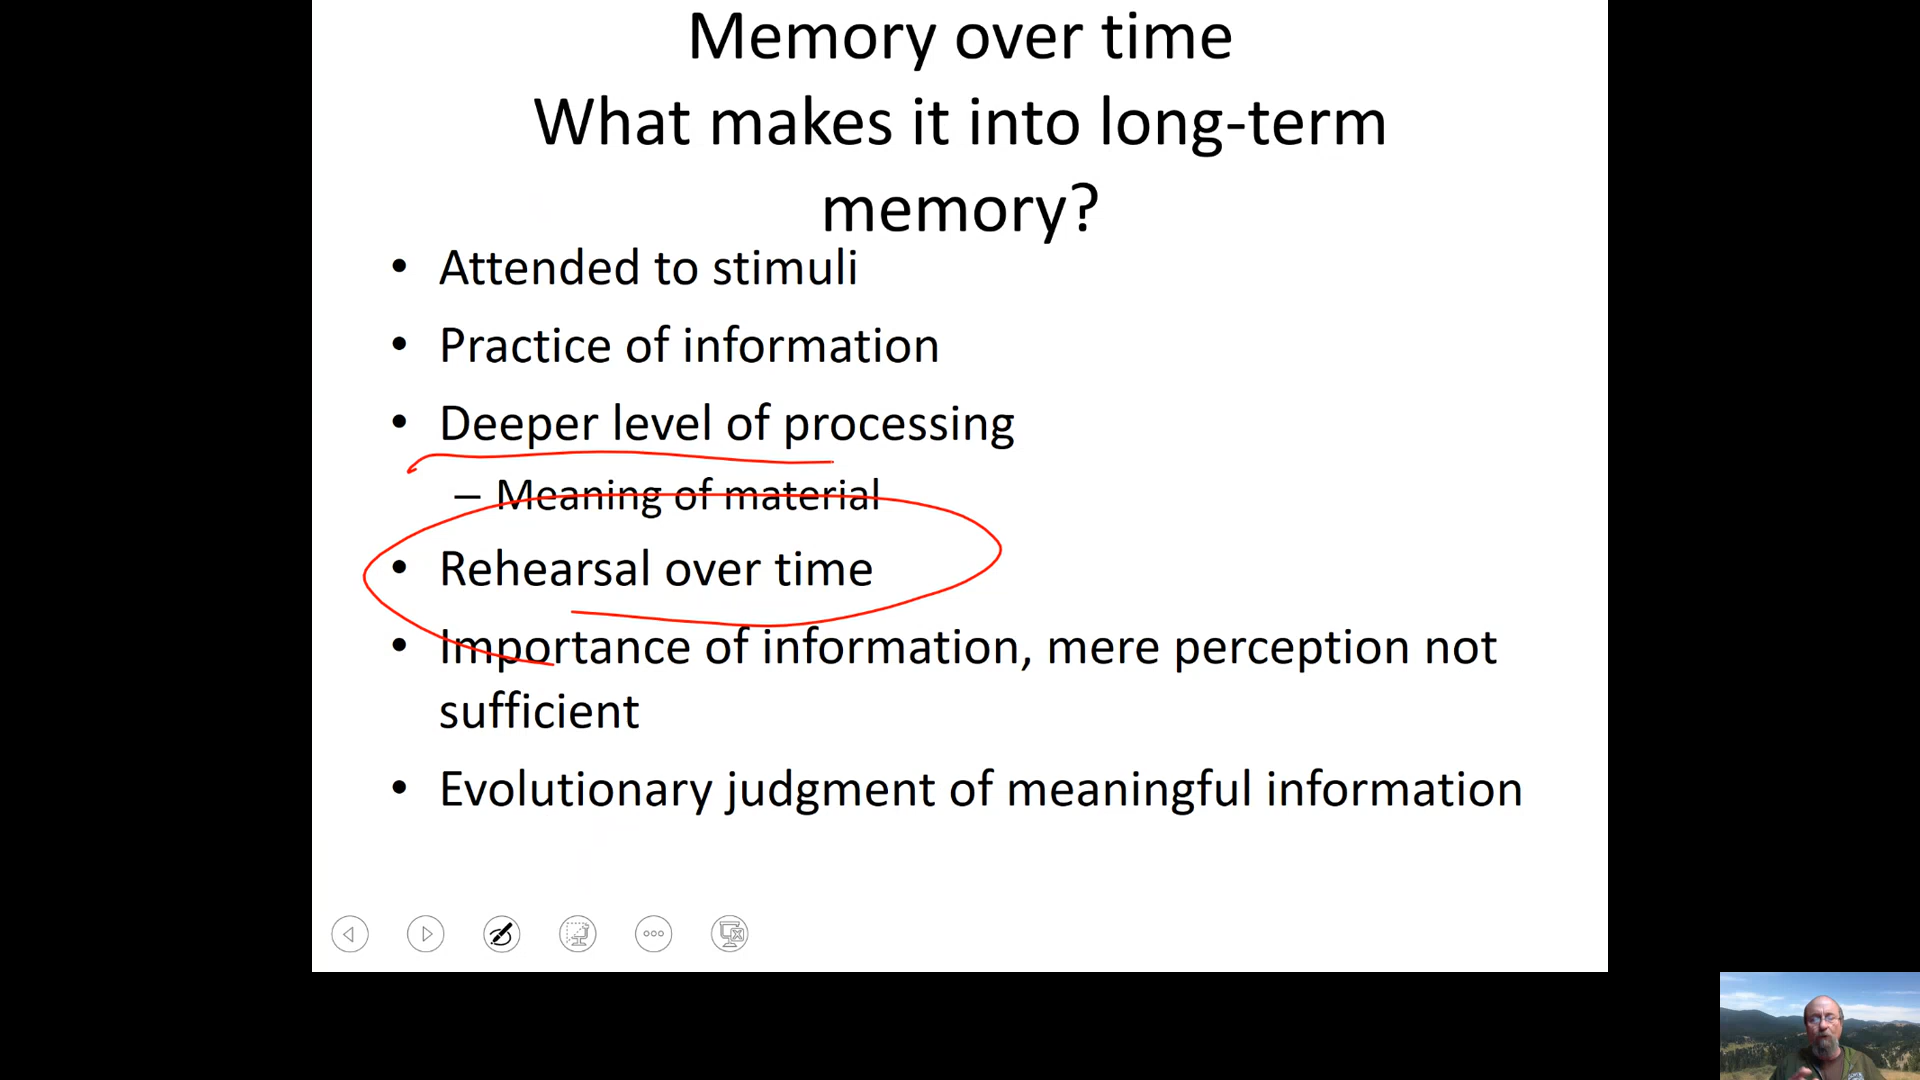 Memory over time
What makes it into long-term
memory?
• Attended to stimuli
• Practice of information
• Deeper level of processing
– Meaning of material
• Rehearsal over time
• Importance of information, mere perception not
sufficient
• Evolutionary judgment of meaningful information